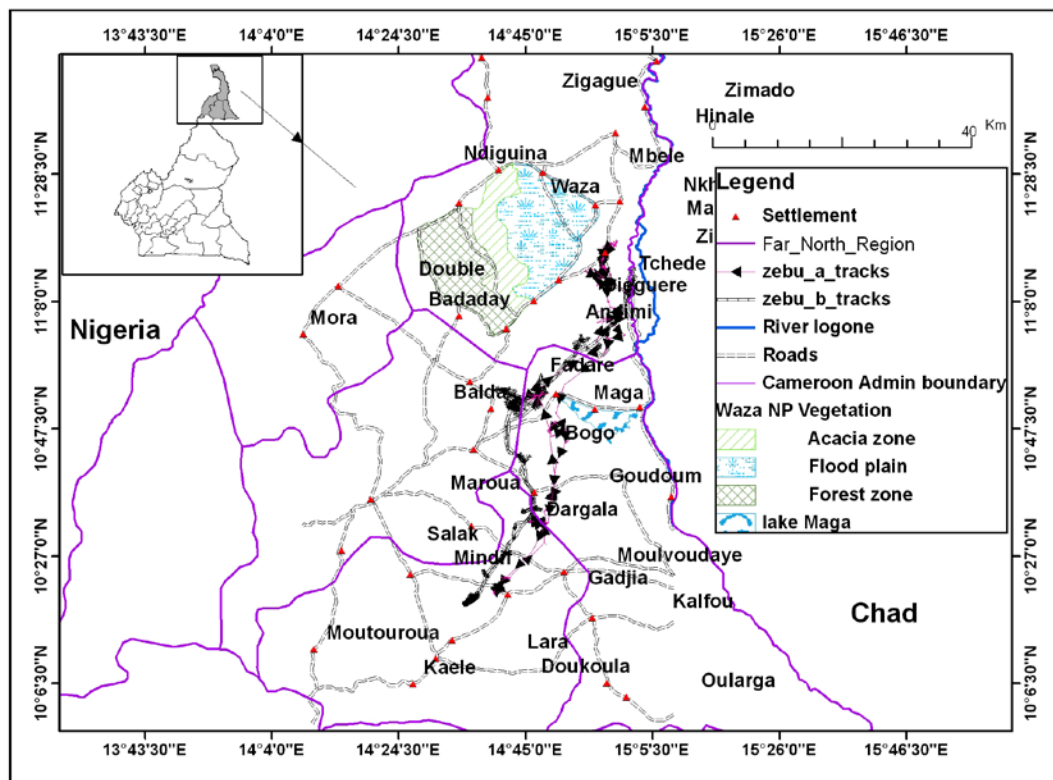 13°43'30"E 14°4'0"E 14°24'30"E 14°45'0"E 15°5'30"E 15°26'0"E 15°46'30"E
Zigague
Zimado
Hinale
0 40 Km
Ndiguina
Mbele
11°28'30"N 11°28'30"N
Waza
Nkh
Ma
Zi
Legend
Settlement
Far_North_Region
zebu_a_tracks
zebu_b_tracks
River logone
Roads
Cameroon Admin boundary
Waza NP Vegetation
Acacia zone
Flood plain
Forest zone
lake Maga
Double
Tchede
Badaday
Dieguere
11°8'0"N 11°8'0"N
Nigeria
Mora
Andimi
Fadare
Balda
Maga
10°47'30"N 10°47'30"N
Bogo
Maroua
Goudoum
Dargala
Salak
10°27'0"N 10°27'0"N
Mindif
Moulvoudaye
Gadjia
Kalfou
Chad
Moutouroua
Lara
Kaele
Doukoula
Oularga
10°6'30"N 10°6'30"N
13°43'30"E 14°4'0"E 14°24'30"E 14°45'0"E 15°5'30"E 15°26'0"E 15°46'30"E